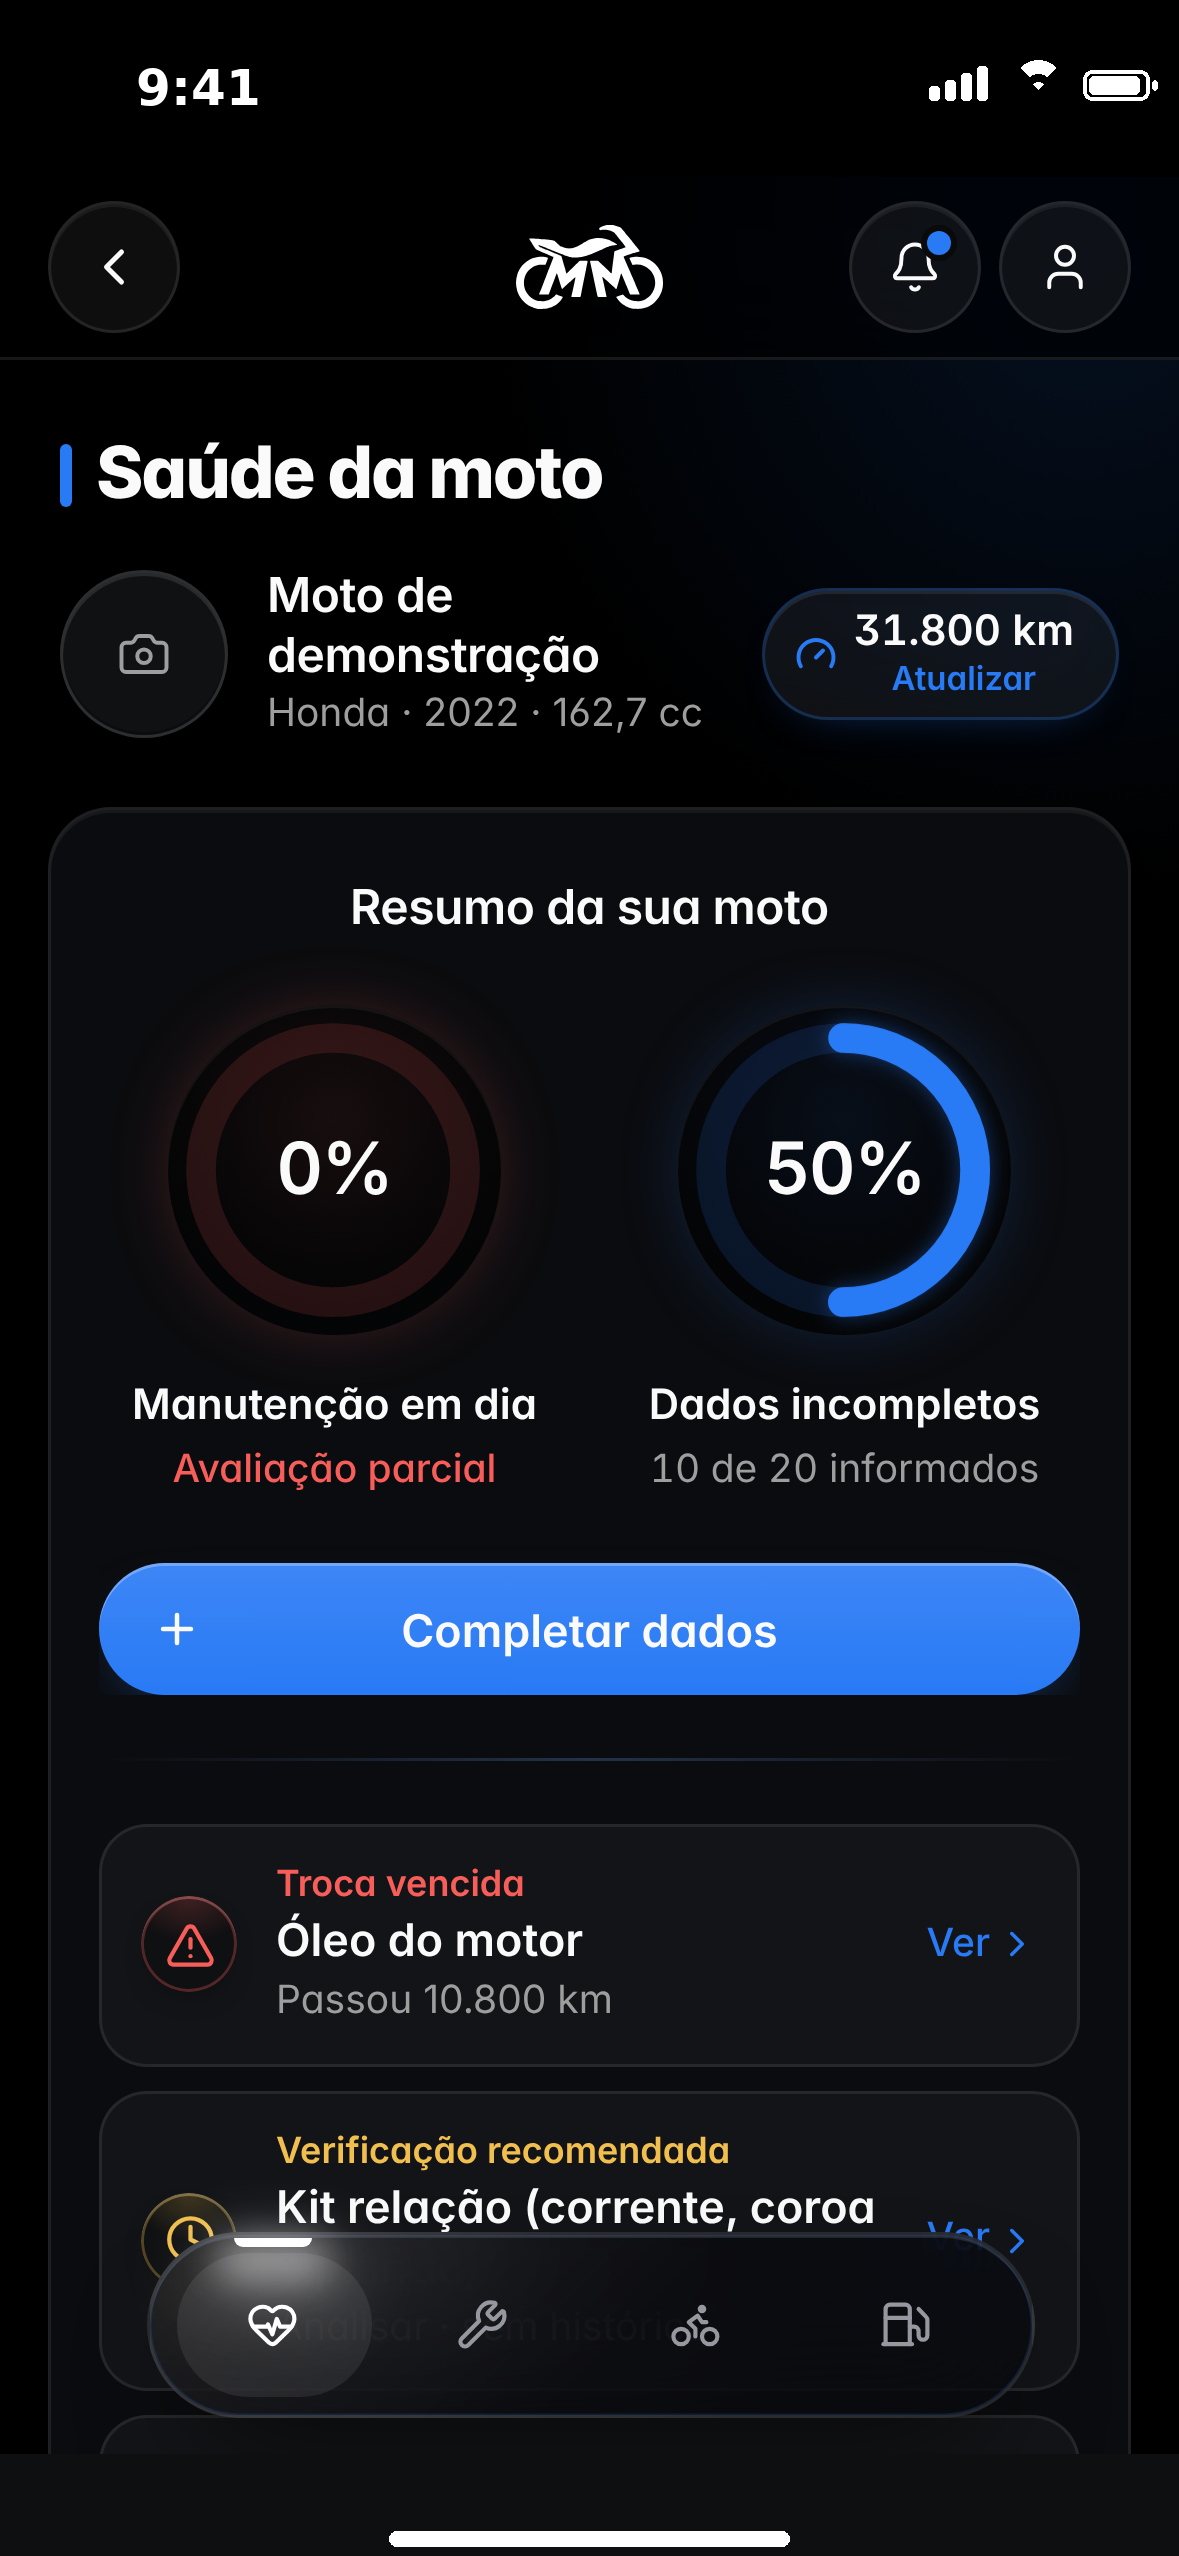 9:41
MM
Saúde da moto
Moto de
demonstração
Honda · 2022 · 162,7 cc
31.800 km
Atualizar
Resumo da sua moto
0%
50%
Manutenção em dia
Avaliação parcial
Dados incompletos
10 de 20 informados
Completar dados
Troca vencida
Óleo do motor
Passou 10.800 km
Ver
Verificação recomendada
Kit relação (corrente, coroa
Ver